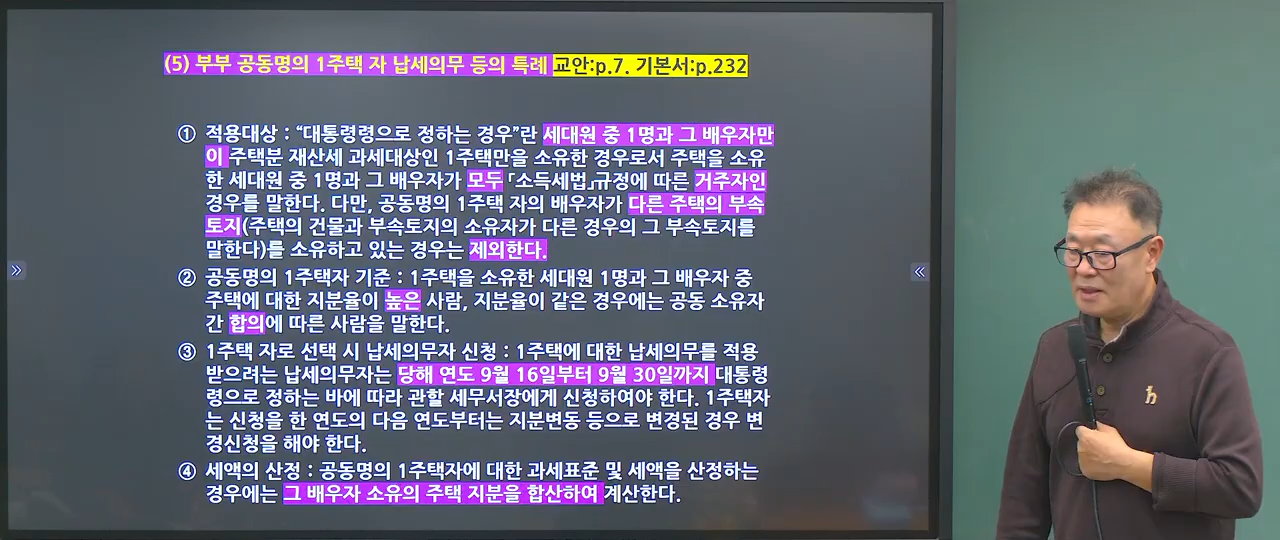 (5) 부부 공동명의 1주택 자 납세의무 등의 특례 교안:p.7. 기본서:p.232
① 적용대상 : “대통령령으로 정하는 경우”란 세대원 중 1명과 그 배우자만
이 주택분 재산세 과세대상인 1주택만을 소유한 경우로서 주택을 소유
한 세대원 중 1명과 그 배우자가 모두 「소득세법」규정에 따른 거주자인
경우를 말한다. 다만, 공동명의 1주택 자의 배우자가 다른 주택의 부속
토지(주택의 건물과 부속토지의 소유자가 다른 경우의 그 부속토지를
말한다)를 소유하고 있는 경우는 제외한다.
② 공동명의 1주택자 기준 : 1주택을 소유한 세대원 1명과 그 배우자 중
주택에 대한 지분율이 높은 사람, 지분율이 같은 경우에는 공동 소유자
간 합의에 따른 사람을 말한다.
③ 1주택 자로 선택 시 납세의무자 신청 : 1주택에 대한 납세의무를 적용
받으려는 납세의무자는 당해 연도 9월 16일부터 9월 30일까지 대통령
령으로 정하는 바에 따라 관할 세무서장에게 신청하여야 한다. 1주택자
는 신청을 한 연도의 다음 연도부터는 지분변동 등으로 변경된 경우 변
경신청을 해야 한다.
④ 세액의 산정 : 공동명의 1주택자에 대한 과세표준 및 세액을 산정하는
경우에는 그 배우자 소유의 주택 지분을 합산하여 계산한다.